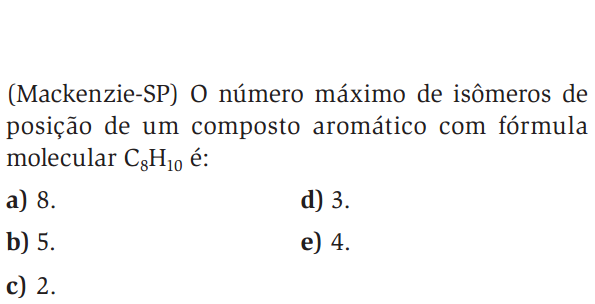 (Mackenzie-SP) O número máximo de isômeros de
posição de um composto aromático com fórmula
molecular C₈H₁₀ é:
a) 8.
b) 5.
c) 2.
d) 3.
e) 4.